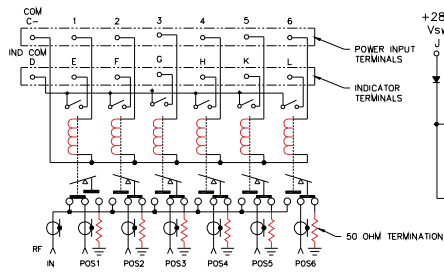 COM
C- 1 2 3 4 5 6
IND COM
D E F G H K L
POWER INPUT
TERMINALS
INDICATOR
TERMINALS
+28
Vsw
J
50 OHM TERMINATION
RF
IN POS1 POS2 POS3 POS4 POS5 POS6